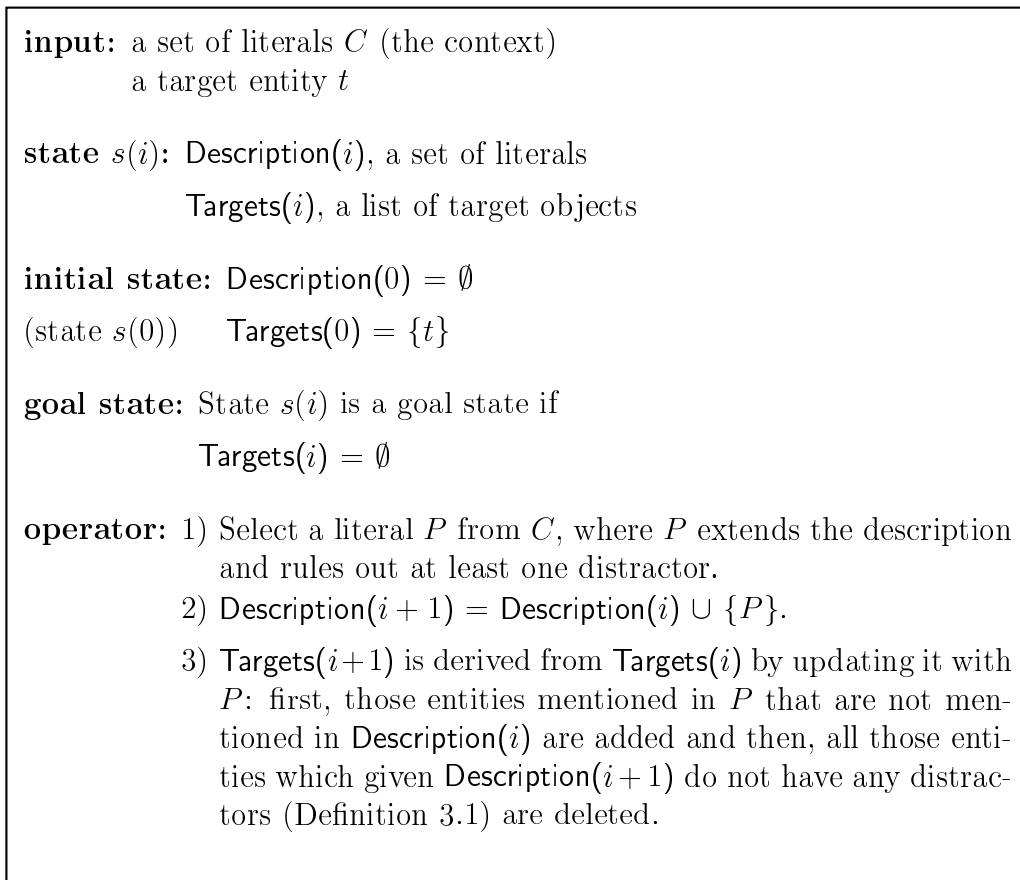 input: a set of literals C (the context)
a target entity t
state s(i): Description(i), a set of literals
Targets(i), a list of target objects
initial state: Description(0) = ∅
(state s(0)) Targets(0) = {t}
goal state: State s(i) is a goal state if
Targets(i) = ∅
operator: 1) Select a literal P from C, where P extends the description
and rules out at least one distractor.
2) Description(i + 1) = Description(i) ∪ {P}.
3) Targets(i+1) is derived from Targets(i) by updating it with
P: first, those entities mentioned in P that are not men-
tioned in Description(i) are added and then, all those enti-
ties which given Description(i + 1) do not have any distrac-
tors (Definition 3.1) are deleted.